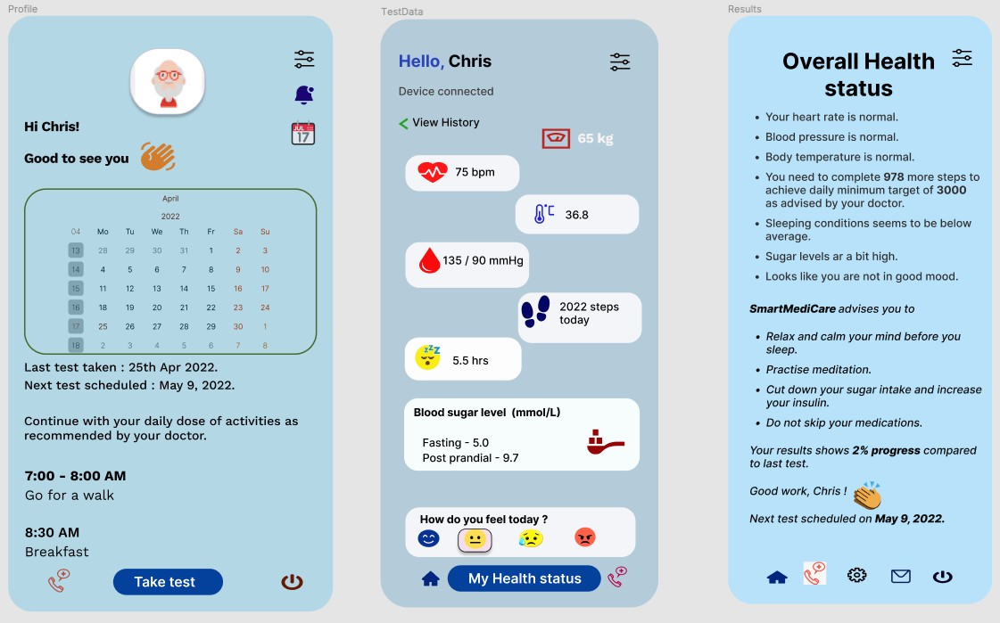 Profile
JUL
17
Hi Chris!
Good to see you
April
2022
04 Mo Tu We Th Fr Sa Su
13 28 29 30 31 1 2 3
14 4 5 6 7 8 9 10
15 11 12 13 14 15 16 17
16 18 19 20 21 22 23 24
17 25 26 27 28 29 30 1
18 2 3 4 5 6 7 8
Last test taken : 25th Apr 2022.
Next test scheduled : May 9, 2022.
Continue with your daily dose of activities as
recommended by your doctor.
7:00 - 8:00 AM
Go for a walk
8:30 AM
Breakfast
Take test
TestData
Hello, Chris
Device connected
< View History
65 kg
75 bpm
°C
36.8
135 / 90 mmHg
2022 steps
today
zzZ
5.5 hrs
Blood sugar level (mmol/L)
Fasting - 5.0
Post prandial - 9.7
How do you feel today ?
My Health status
Results
Overall Health
status
• Your heart rate is normal.
• Blood pressure is normal.
• Body temperature is normal.
• You need to complete 978 more steps to
achieve daily minimum target of 3000
as advised by your doctor.
• Sleeping conditions seems to be below
average.
• Sugar levels ar a bit high.
• Looks like you are not in good mood.
SmartMediCare advises you to
• Relax and calm your mind before you
sleep.
• Practise meditation.
• Cut down your sugar intake and increase
your insulin.
• Do not skip your medications.
Your results shows 2% progress compared
to last test.
Good work, Chris !
Next test scheduled on May 9, 2022.